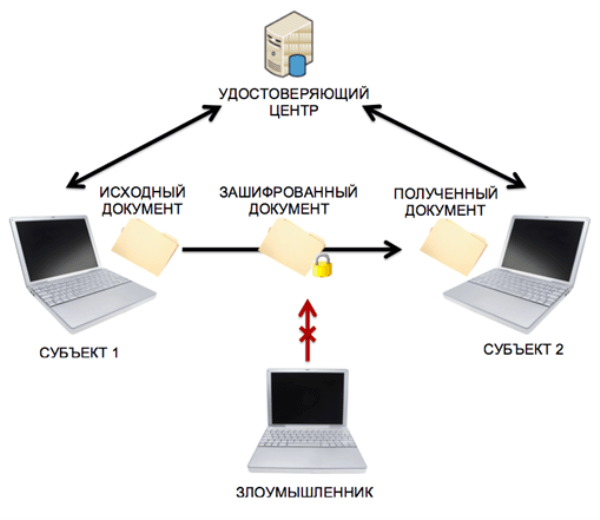 УДОСТОВЕРЯЮЩИЙ
ЦЕНТР
ИСХОДНЫЙ
ДОКУМЕНТ
ЗАШИФРОВАННЫЙ
ДОКУМЕНТ
ПОЛУЧЕННЫЙ
ДОКУМЕНТ
СУБЪЕКТ 1
СУБЪЕКТ 2
ЗЛОУМЫШЛЕННИК